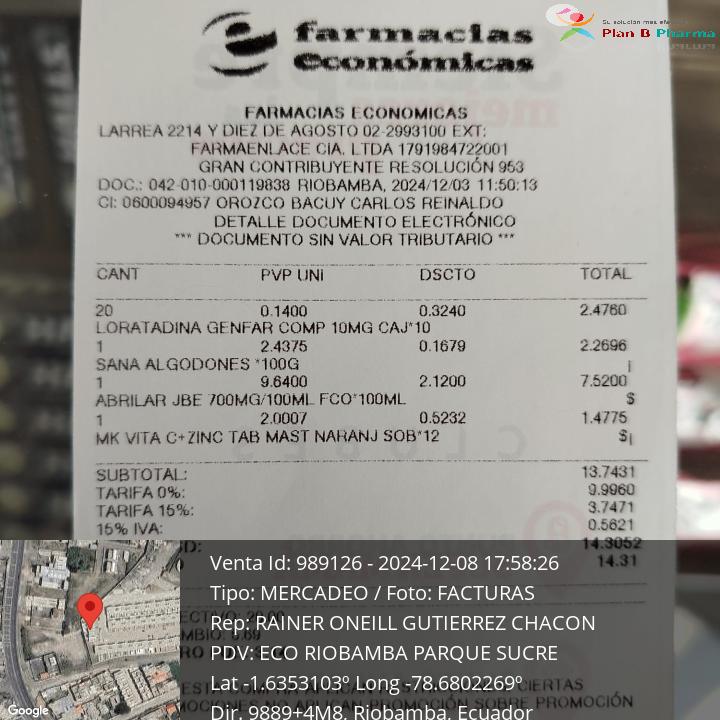 Su solución más efectiva
Plan B Pharma
farmacias
económicas
FARMACIAS ECONOMICAS
LARREA 2214 Y DIEZ DE AGOSTO 02-2993100 EXT:
FARMAENLACE CIA. LTDA 1791984722001
GRAN CONTRIBUYENTE RESOLUCIÓN 953
DOC.: 042-010-000119838 RIOBAMBA, 2024/12/03 11:50:13
CI: 0600094957 OROZCO BACUY CARLOS REINALDO
DETALLE DOCUMENTO ELECTRÓNICO
*** DOCUMENTO SIN VALOR TRIBUTARIO ***
CANT PVP UNI DSCTO TOTAL
20 0.1400 0.3240 2.4760
LORATADINA GENFAR COMP 10MG CAJ*10
1 2.4375 0.1679 2.2696
SANA ALGODONES *100G i
1 9.6400 2.1200 7.5200
ABRILAR JBE 700MG/100ML FCO*100ML $
1 2.0007 0.5232 1.4775
MK VITA C+ZINC TAB MAST NARANJ SOB*12 $i
SUBTOTAL: 13.7431
TARIFA 0%: 9.9960
TARIFA 15%: 3.7471
15% IVA: 0.5621
14.3052
14.31
Venta Id: 989126 - 2024-12-08 17:58:26
Tipo: MERCADEO / Foto: FACTURAS
Rep: RAINER ONEILL GUTIERREZ CHACON
PDV: ECO RIOBAMBA PARQUE SUCRE
Lat -1.6353103º Long -78.6802269º
Dir. 9889+4M8, Riobamba, Ecuador
Google